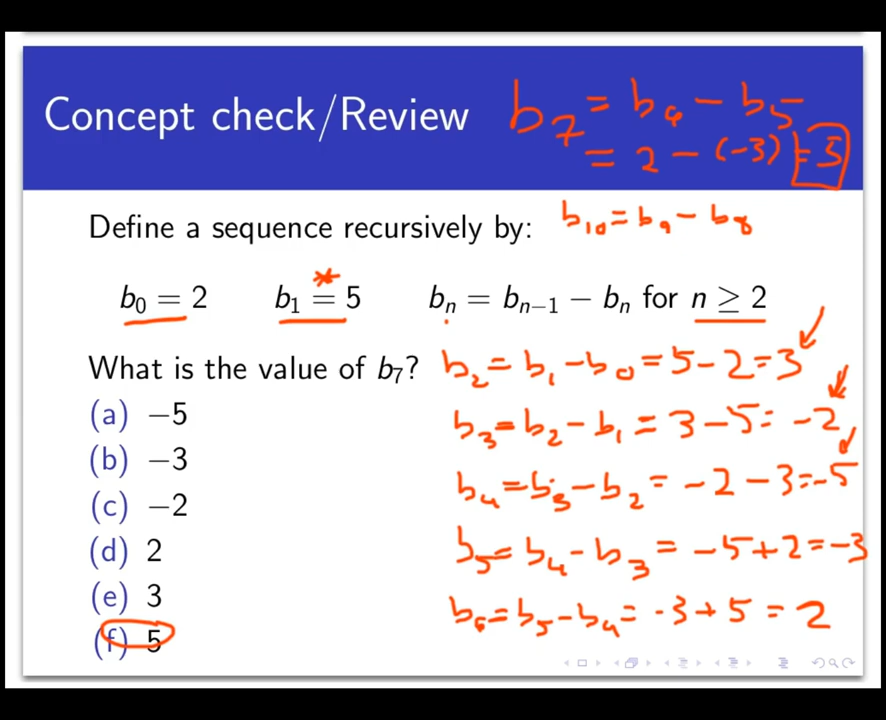 Concept check/Review
b₇ = b₆ − b₅
= 2 − (−3) = 5
Define a sequence recursively by:
b₁₀ = b₉ − b₈
b₀ = 2 b₁ = 5 bₙ = bₙ₋₁ − bₙ for n ≥ 2
*
What is the value of b₇?
b₂ = b₁ − b₀ = 5 − 2 = 3
(a) −5
b₃ = b₂ − b₁ = 3 − 5 = −2
(b) −3
b₄ = b₃ − b₂ = −2 − 3 = −5
(c) −2
(d) 2
b₅ = b₄ − b₃ = −5 + 2 = −3
(e) 3
b₆ = b₅ − b₄ = −3 + 5 = 2
(f) 5